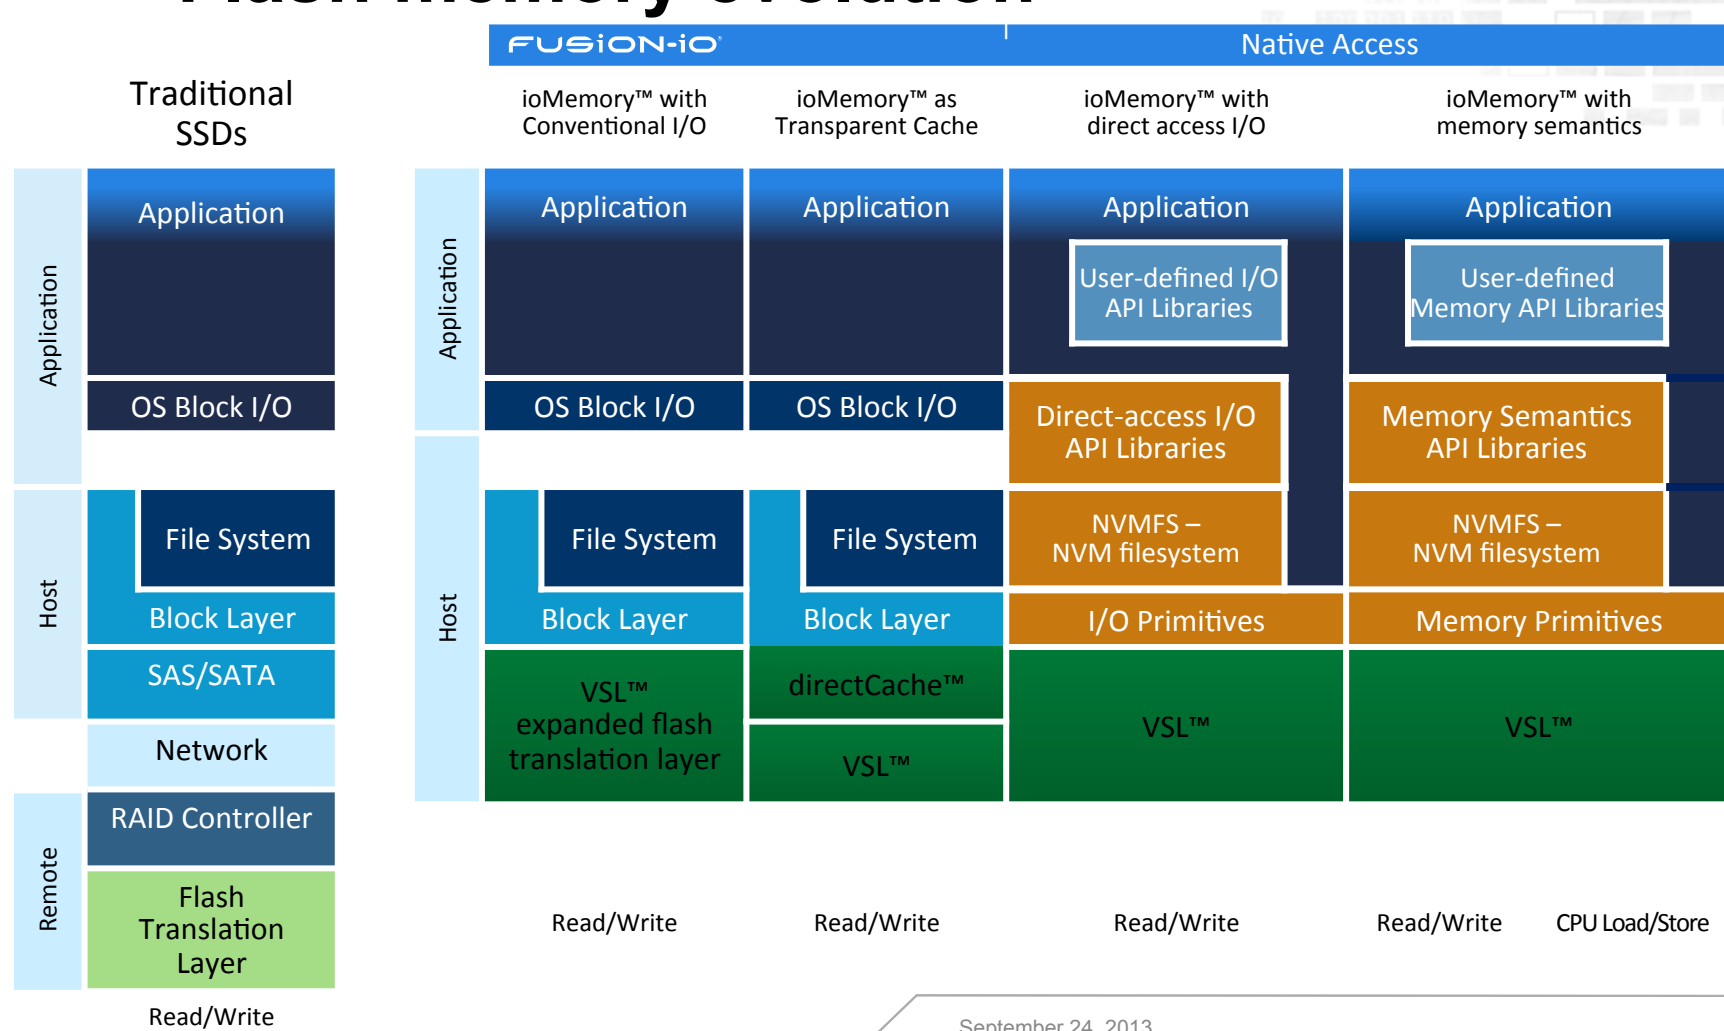 Flash memory evolution
FUSiON-iO
Native Access
Traditional
SSDs
ioMemory™ with
Conventional I/O
ioMemory™ as
Transparent Cache
ioMemory™ with
direct access I/O
ioMemory™ with
memory semantics
Application
Application
OS Block I/O
Host
File System
Block Layer
SAS/SATA
Network
Remote
RAID Controller
Flash
Translation
Layer
Read/Write
Application
Host
Application
OS Block I/O
File System
Block Layer
VSL™
expanded flash
translation layer
Read/Write
Application
OS Block I/O
File System
Block Layer
directCache™
VSL™
Read/Write
Application
User-defined I/O
API Libraries
Direct-access I/O
API Libraries
NVMFS –
NVM filesystem
I/O Primitives
VSL™
Read/Write
Application
User-defined
Memory API Libraries
Memory Semantics
API Libraries
NVMFS –
NVM filesystem
Memory Primitives
VSL™
Read/Write
CPU Load/Store
September 24, 2013